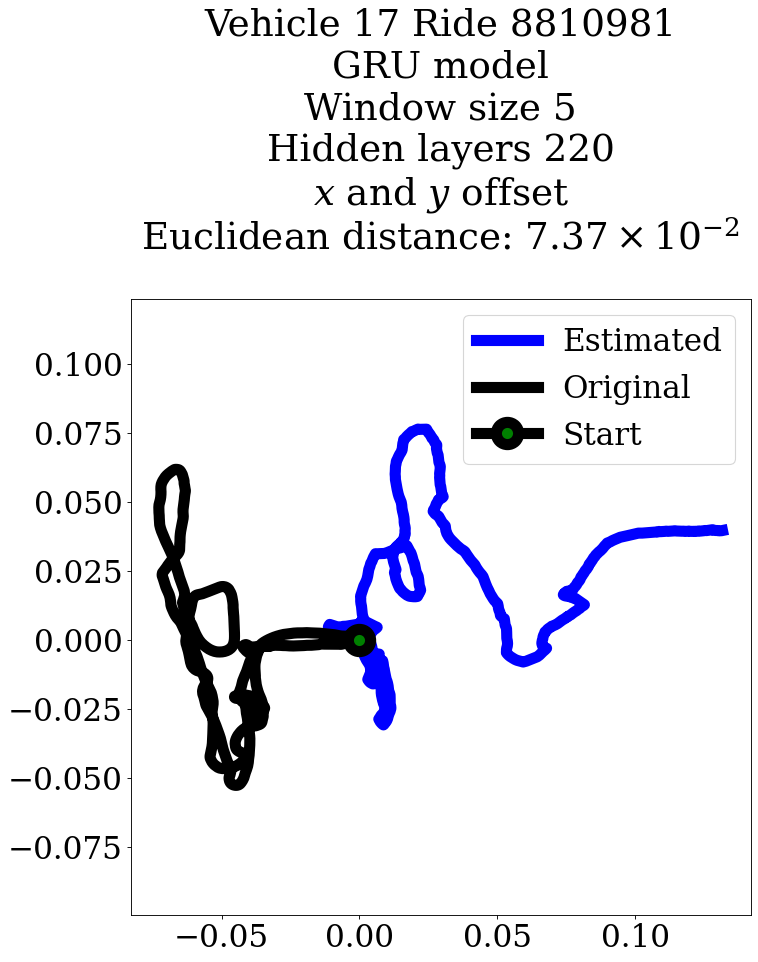 Vehicle 17 Ride 8810981
GRU model
Window size 5
Hidden layers 220
x and y offset
Euclidean distance: 7.37 × 10⁻²
Estimated
Original
Start
0.100
0.075
0.050
0.025
0.000
−0.025
−0.050
−0.075
−0.05 0.00 0.05 0.10